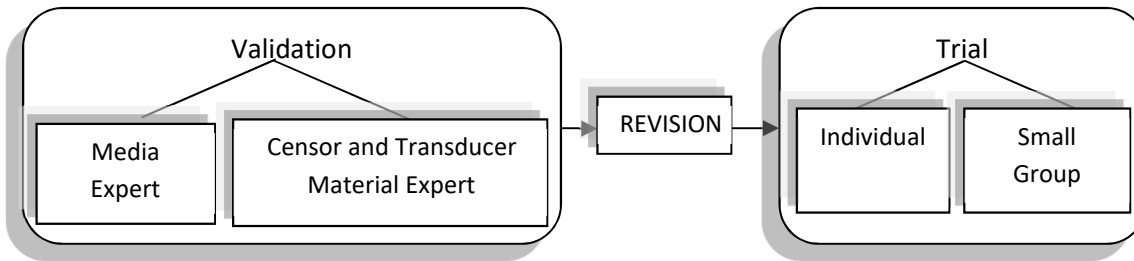 Validation
Media
Expert
Censor and Transducer
Material Expert
REVISION
Trial
Individual
Small
Group